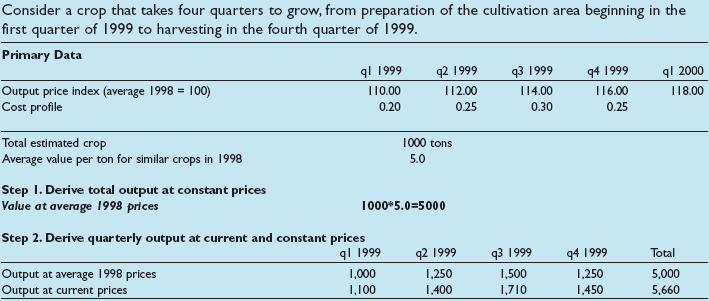 Consider a crop that takes four quarters to grow, from preparation of the cultivation area beginning in the
first quarter of 1999 to harvesting in the fourth quarter of 1999.
Primary Data
q1 1999 q2 1999 q3 1999 q4 1999 q1 2000
Output price index (average 1998 = 100) 110.00 112.00 114.00 116.00 118.00
Cost profile 0.20 0.25 0.30 0.25
Total estimated crop 1000 tons
Average value per ton for similar crops in 1998 5.0
Step 1. Derive total output at constant prices
Value at average 1998 prices 1000*5.0=5000
Step 2. Derive quarterly output at current and constant prices
q1 1999 q2 1999 q3 1999 q4 1999 Total
Output at average 1998 prices 1,000 1,250 1,500 1,250 5,000
Output at current prices 1,100 1,400 1,710 1,450 5,660